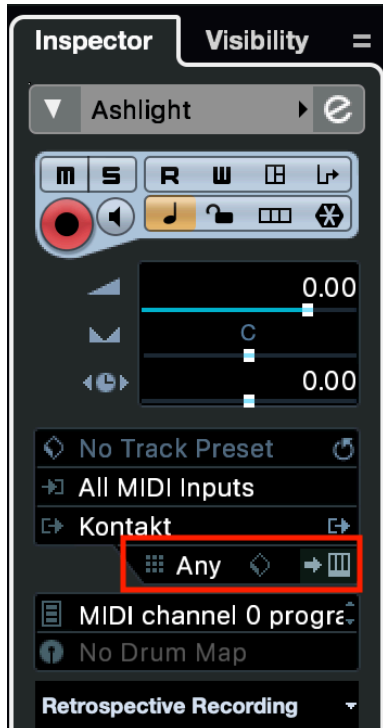 Inspector Visibility
Ashlight e
m S R W
0.00
C
0.00
No Track Preset
All MIDI Inputs
Kontakt
Any
MIDI channel 0 progra
No Drum Map
Retrospective Recording